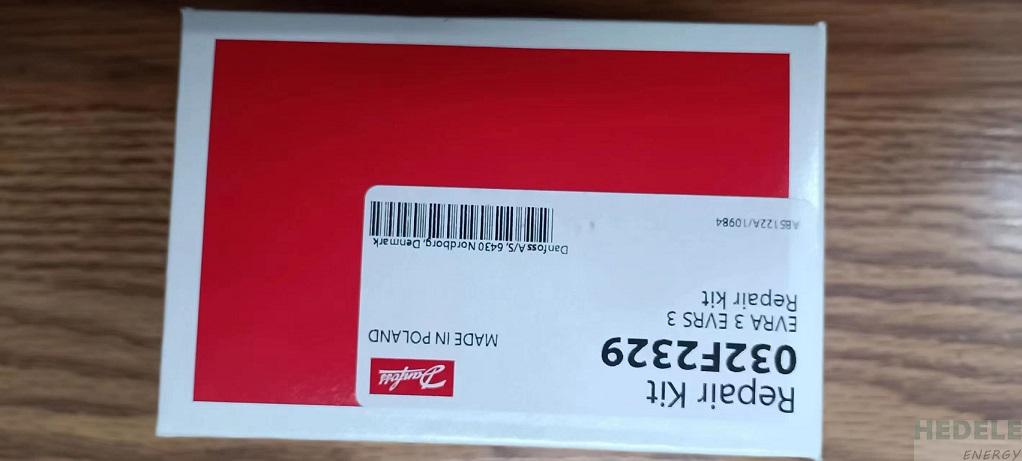 Repair Kit
032F2329
EVRA 3 EVRS 3
Repair Kit
ABS122A/10984
Danfoss
MADE IN POLAND
Danfoss A/S, 6430 Nordborg, Denmark
HEDELE
ENERGY